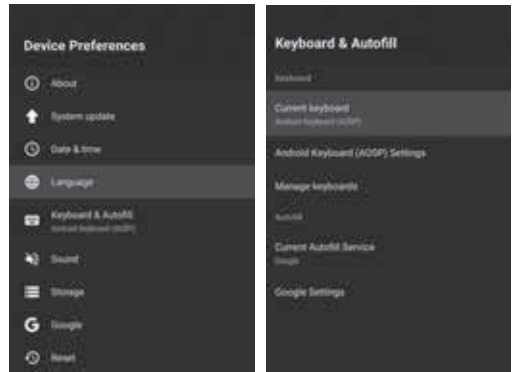 Device Preferences
About
System update
Date & time
Language
Keyboard & Autofill
Android Keyboard (AOSP)
Sound
Storage
Google
Reset
Keyboard & Autofill
Keyboard
Current keyboard
Android Keyboard (AOSP)
Android Keyboard (AOSP) Settings
Manage keyboards
Autofill
Current Autofill Service
Google
Google Settings